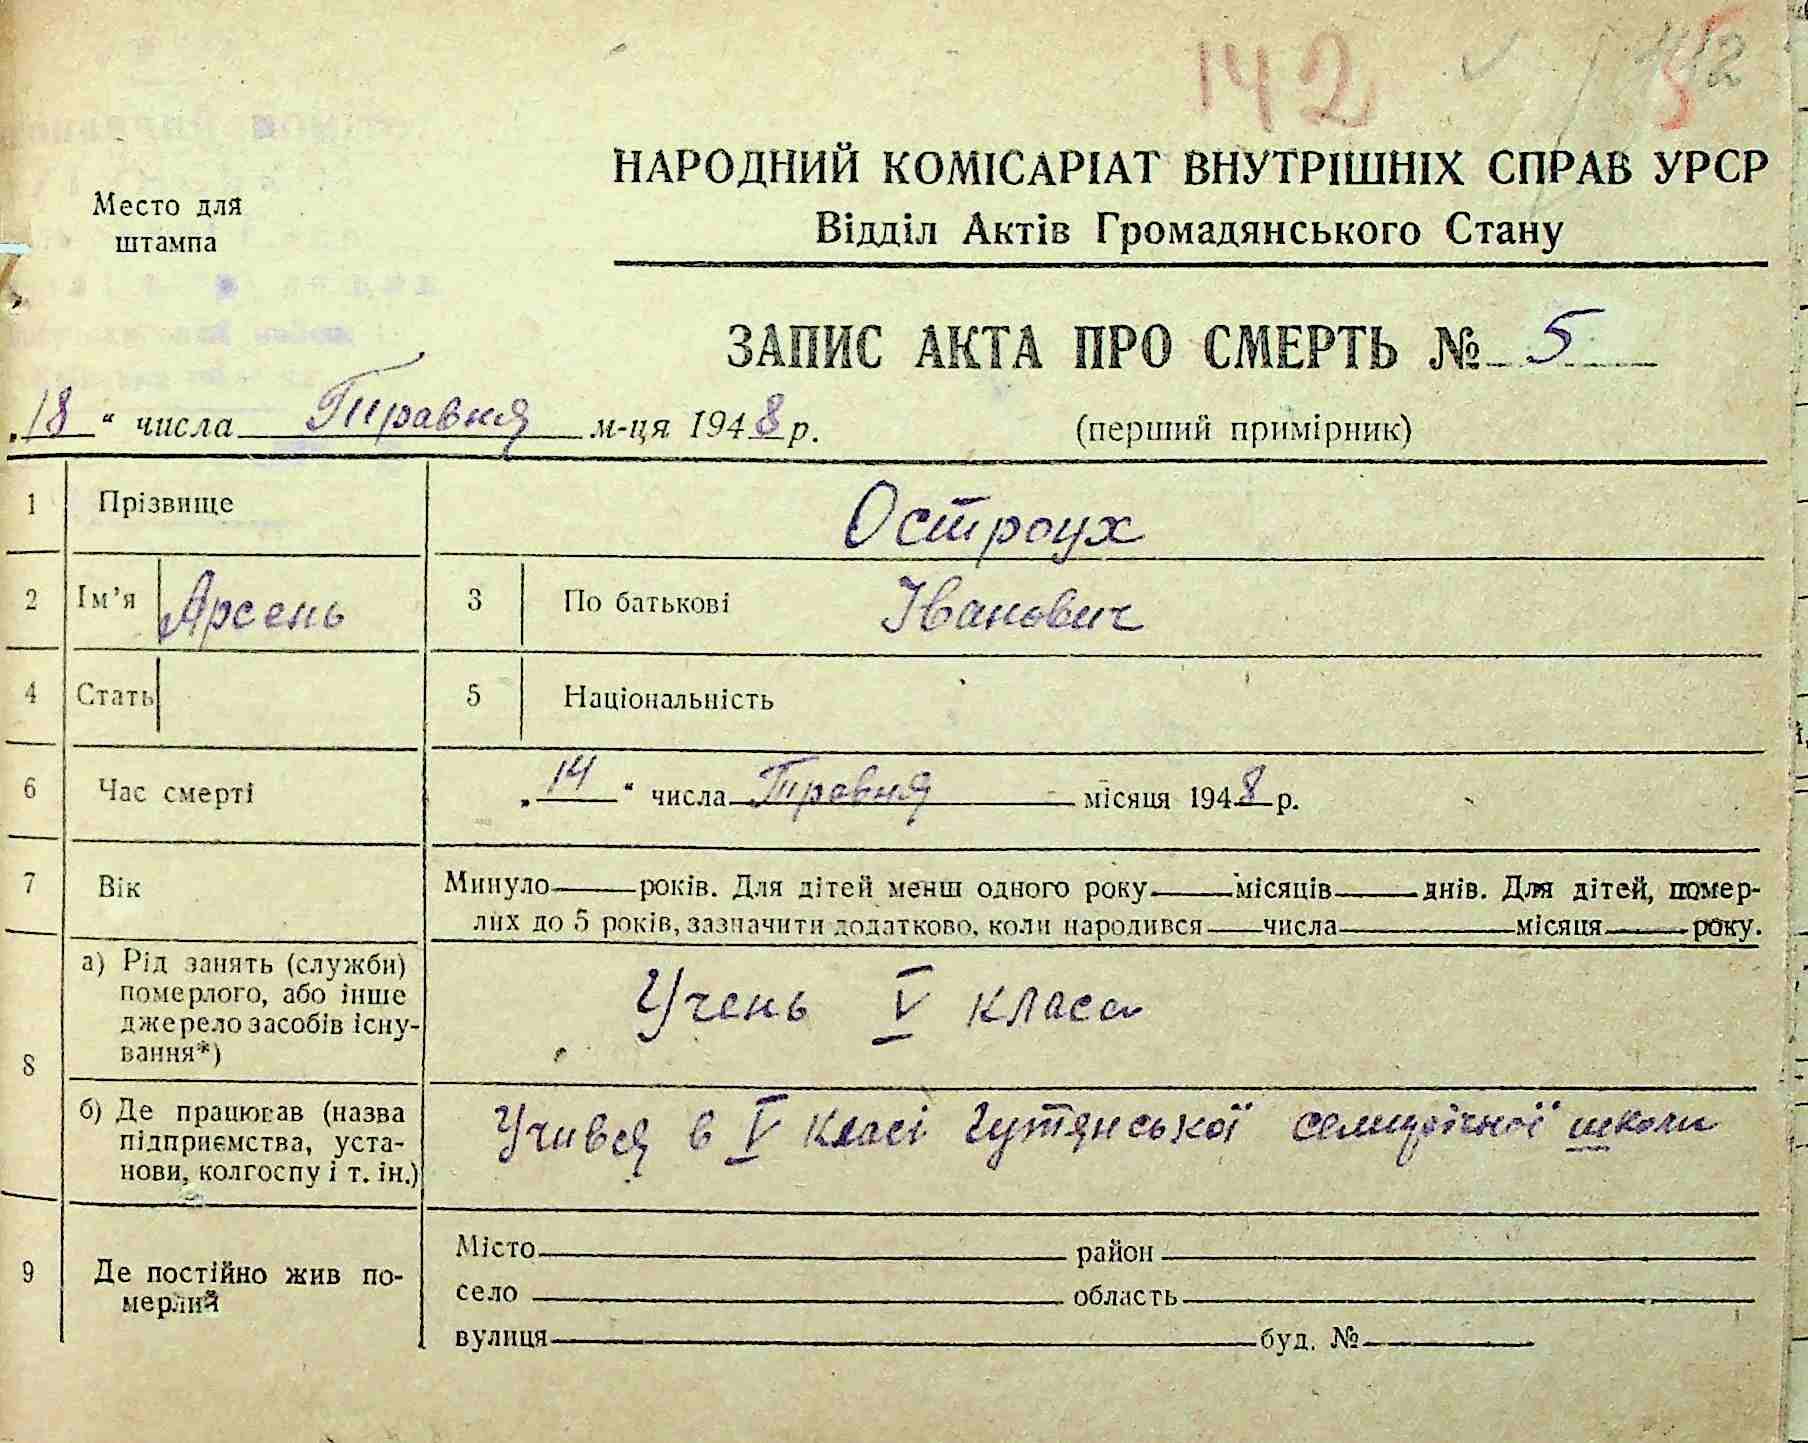 142
142
5
НАРОДНИЙ КОМІСАРІАТ ВНУТРІШНІХ СПРАВ УРСР
Відділ Актів Громадянського Стану
Место для
штампа
ЗАПИС АКТА ПРО СМЕРТЬ № 5
„18“ числа Травня м-ця 1948 р.
(перший примірник)
1 Прізвище Остроух
2 Ім’я Арсень 3 По батькові Іванович
4 Стать 5 Національність
6 Час смерті „14“ числа Травня місяця 1948 р.
7 Вік Минуло років. Для дітей менш одного року місяців днів. Для дітей, помер-
лих до 5 років, зазначити додатково, коли народився числа місяця року.
8 а) Рід занять (служби)
померлого, або інше
джерело засобів існу-
вання*)
Учень V класа
б) Де працював (назва
підприємства, уста-
нови, колгоспу і т. ін.)
Учився в V класі Гутянської семирічної школи
9 Де постійно жив по-
мерлий
Місто район
село область
вулиця буд. №